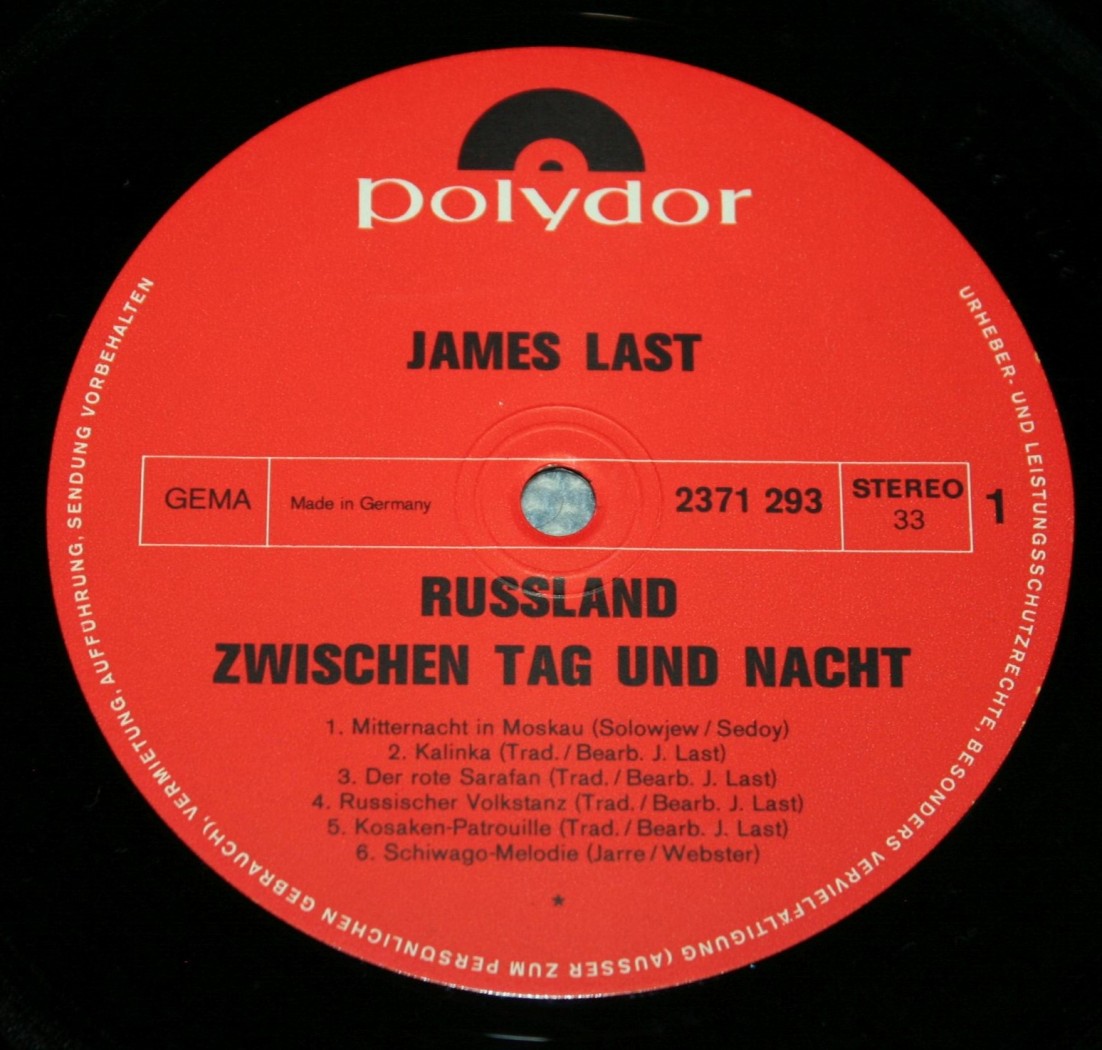 polydor
JAMES LAST
GEMA
Made in Germany
2371 293
STEREO
33
1
RUSSLAND
ZWISCHEN TAG UND NACHT
1. Mitternacht in Moskau (Solowjew / Sedoy)
2. Kalinka (Trad. / Bearb. J. Last)
3. Der rote Sarafan (Trad. / Bearb. J. Last)
4. Russischer Volkstanz (Trad. / Bearb. J. Last)
5. Kosaken-Patrouille (Trad. / Bearb. J. Last)
6. Schiwago-Melodie (Jarre / Webster)
*
URHEBER- UND LEISTUNGSSCHUTZRECHTE, BESONDERS VERVIELFÄLTIGUNG (AUSSER ZUM PERSÖNLICHEN GEBRAUCH), VERMIETUNG, AUFFÜHRUNG, SENDUNG VORBEHALTEN